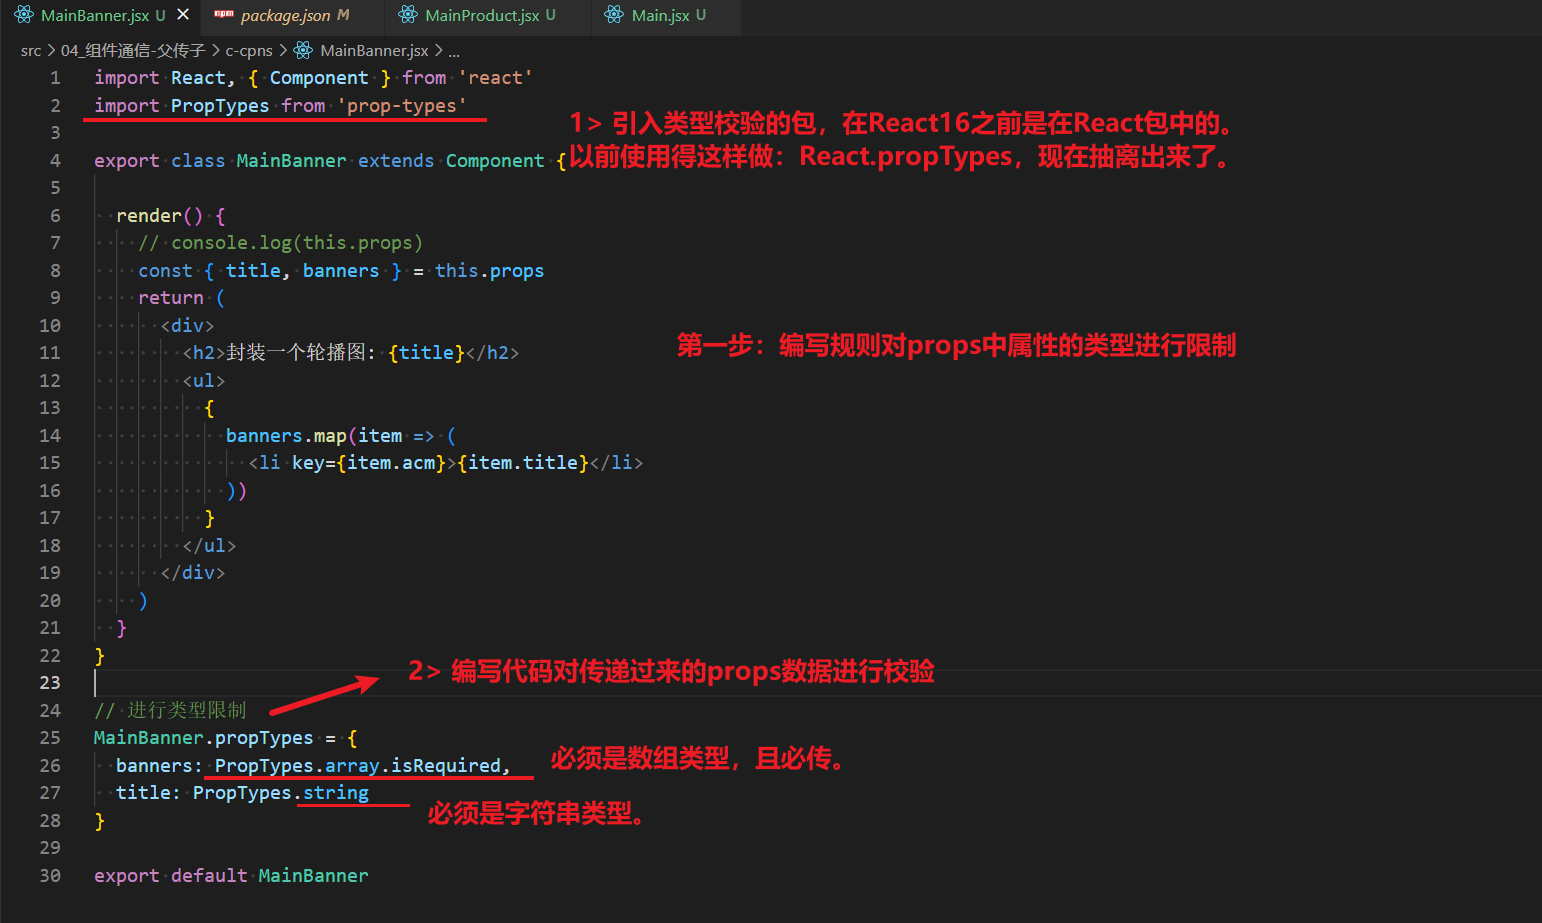 MainBanner.jsx U × npm package.json M MainProduct.jsx U Main.jsx U
src > 04_组件通信-父传子 > c-cpns > MainBanner.jsx > ...
1 import React, { Component } from 'react'
2 import PropTypes from 'prop-types'
1> 引入类型校验的包，在React16之前是在React包中的。
3
以前使用得这样做：React.propTypes，现在抽离出来了。
4 export class MainBanner extends Component {
5
6 render() {
7 // console.log(this.props)
8 const { title, banners } = this.props
9 return (
10 <div>
11 <h2>封装一个轮播图: {title}</h2>
第一步：编写规则对props中属性的类型进行限制
12 <ul>
13 {
14 banners.map(item => (
15 <li key={item.acm}>{item.title}</li>
16 ))
17 }
18 </ul>
19 </div>
20 )
21 }
22 }
2> 编写代码对传递过来的props数据进行校验
23
24 // 进行类型限制
25 MainBanner.propTypes = {
26 banners: PropTypes.array.isRequired,
必须是数组类型，且必传。
27 title: PropTypes.string
必须是字符串类型。
28 }
29
30 export default MainBanner